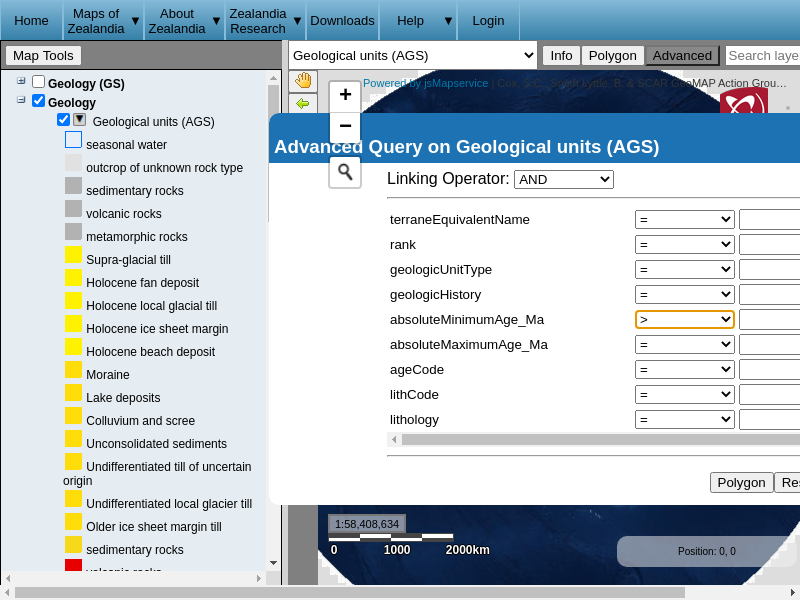 Home
Maps of Zealandia ▼
About Zealandia ▼
Zealandia Research ▼
Downloads
Help ▼
Login
Map Tools
Geological units (AGS)
Info
Polygon
Advanced
Search laye
Geology (GS)
Geology
Geological units (AGS)
seasonal water
outcrop of unknown rock type
sedimentary rocks
volcanic rocks
metamorphic rocks
Supra-glacial till
Holocene fan deposit
Holocene local glacial till
Holocene ice sheet margin
Holocene beach deposit
Moraine
Lake deposits
Colluvium and scree
Unconsolidated sediments
Undifferentiated till of uncertain
origin
Undifferentiated local glacier till
Older ice sheet margin till
sedimentary rocks
volcanic rocks
+
−
Powered by jsMapservice | Cox, S.C., Smith Lyttle, B. & SCAR GeoMAP Action Grou…
Advanced Query on Geological units (AGS)
Linking Operator: AND
terraneEquivalentName =
rank =
geologicUnitType =
geologicHistory =
absoluteMinimumAge_Ma >
absoluteMaximumAge_Ma =
ageCode =
lithCode =
lithology =
Polygon
Res
1:58,408,634
0 1000 2000km
Position: 0, 0